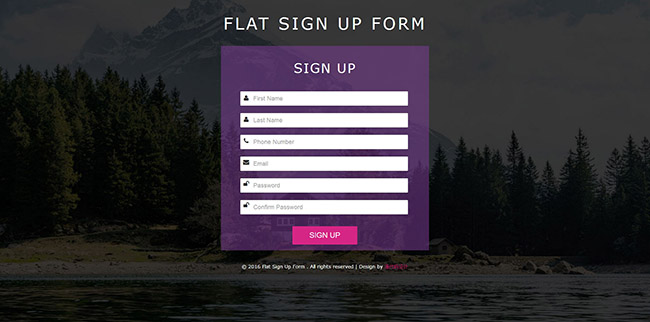 FLAT SIGN UP FORM
SIGN UP
First Name
Last Name
Phone Number
Email
Password
Confirm Password
SIGN UP
© 2016 Flat Sign Up Form . All rights reserved | Design by